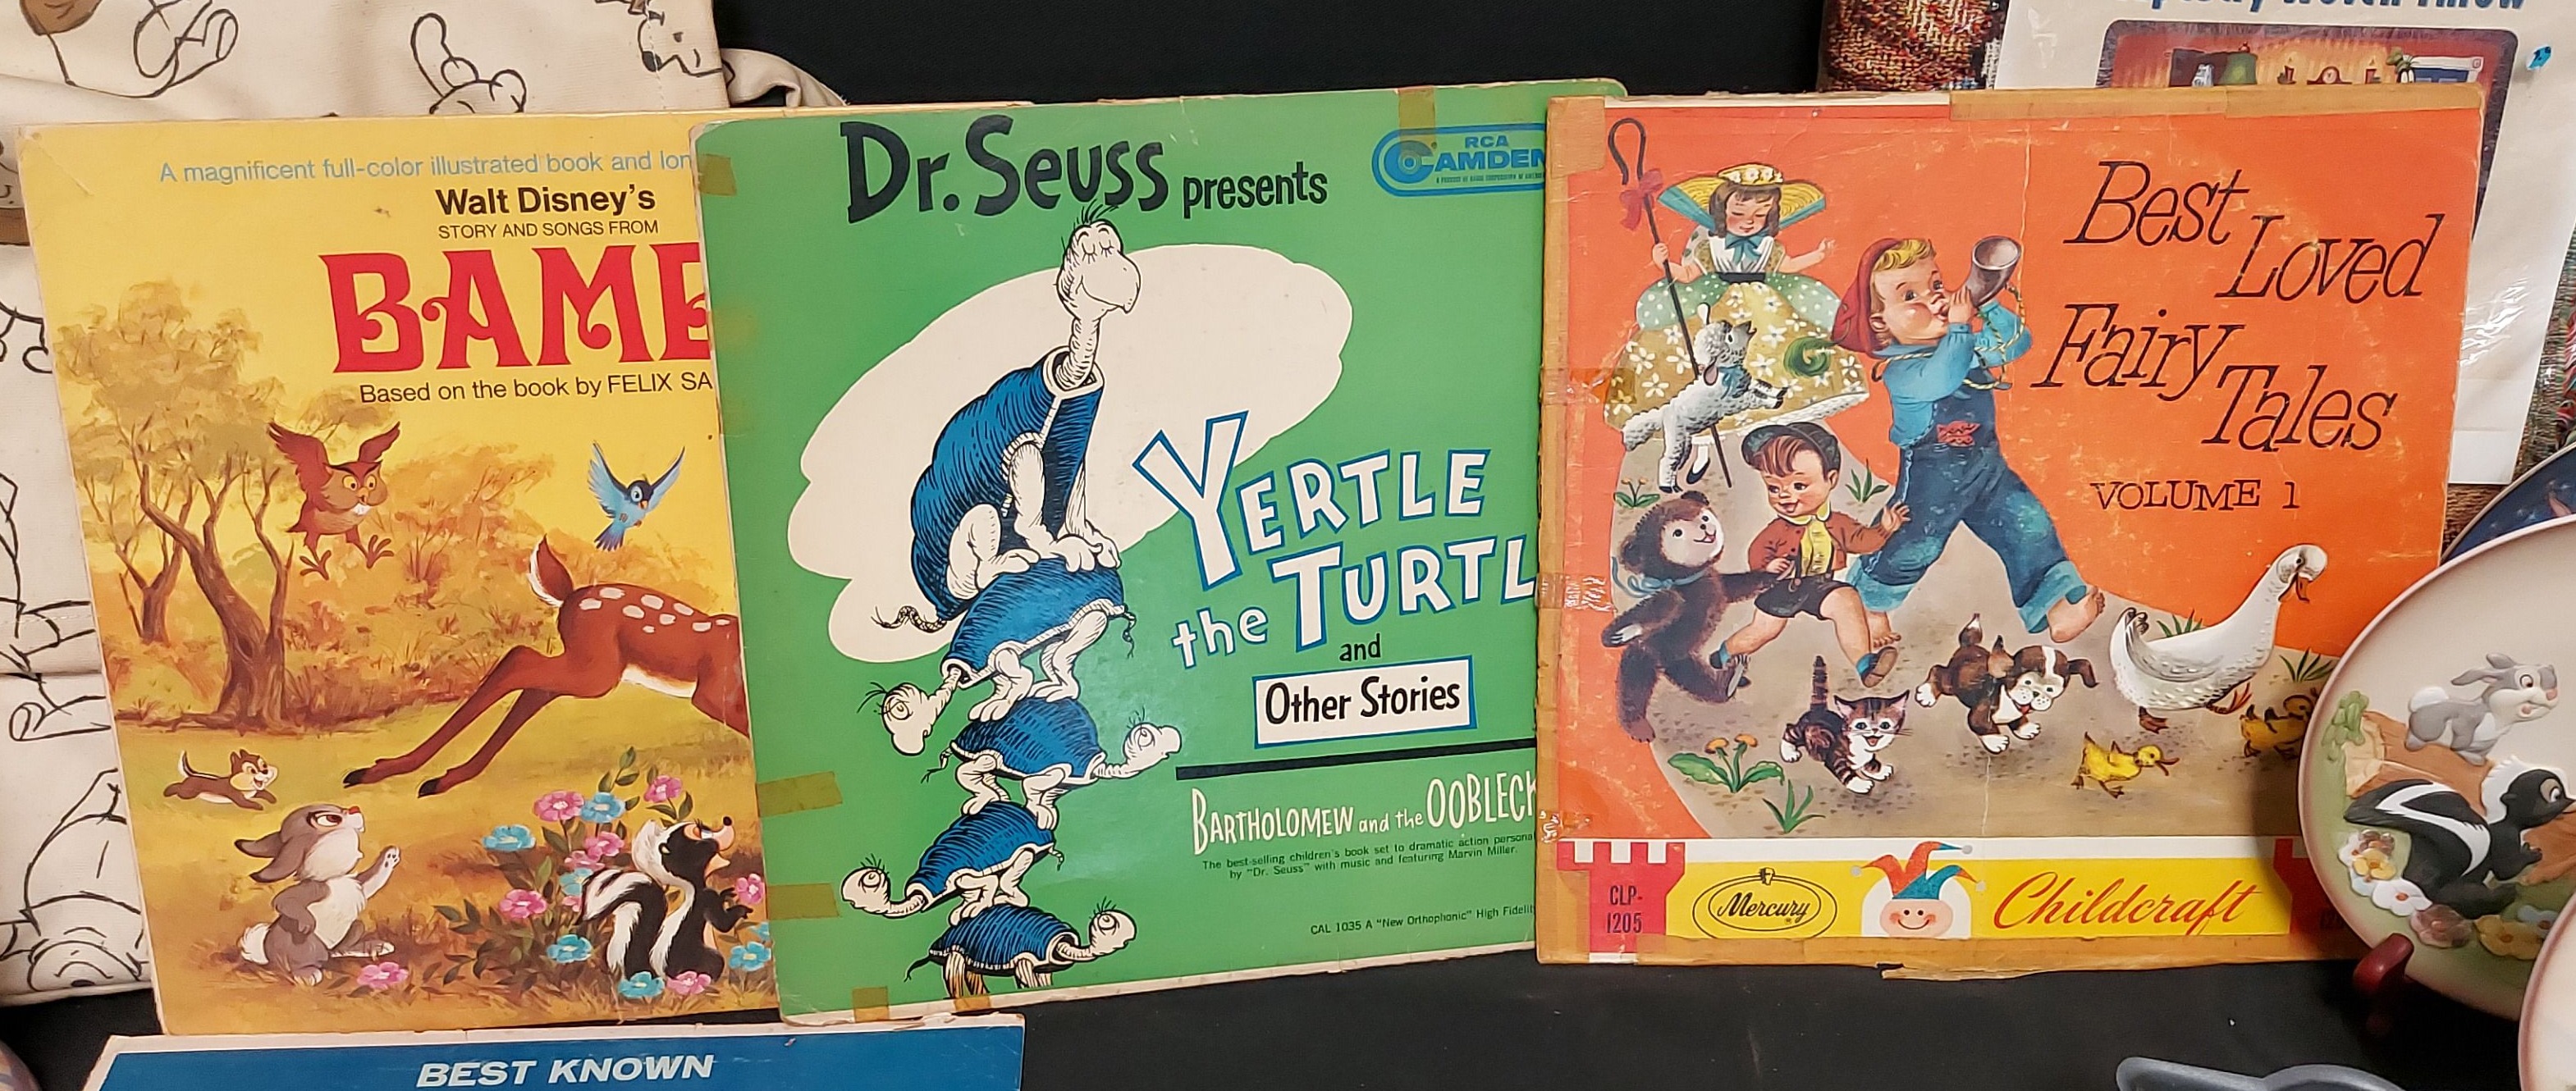 A magnificent full-color illustrated book and lon
Walt Disney's
STORY AND SONGS FROM
BAMB
Based on the book by FELIX SA
Dr. Seuss presents
RCA
CAMDEN
YERTLE
the TURTL
and
Other Stories
BARTHOLOMEW and the OOBLECK
The best-selling children's book set to dramatic action persona
by "Dr. Seuss" with music and featuring Marvin Miller.
CAL 1035 A "New Orthophonic" High Fidelit
Best
Loved
Fairy
Tales
VOLUME 1
CLP-
1205
Mercury
Childcraft
Woven Throw
BEST KNOWN